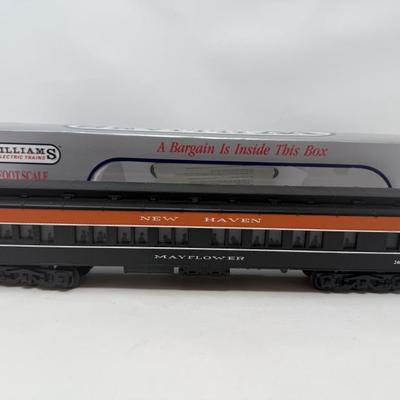 WILLIAMS
ELECTRIC TRAINS
A Bargain Is Inside This Box
FOOT SCALE
NEW HAVEN
MAYFLOWER